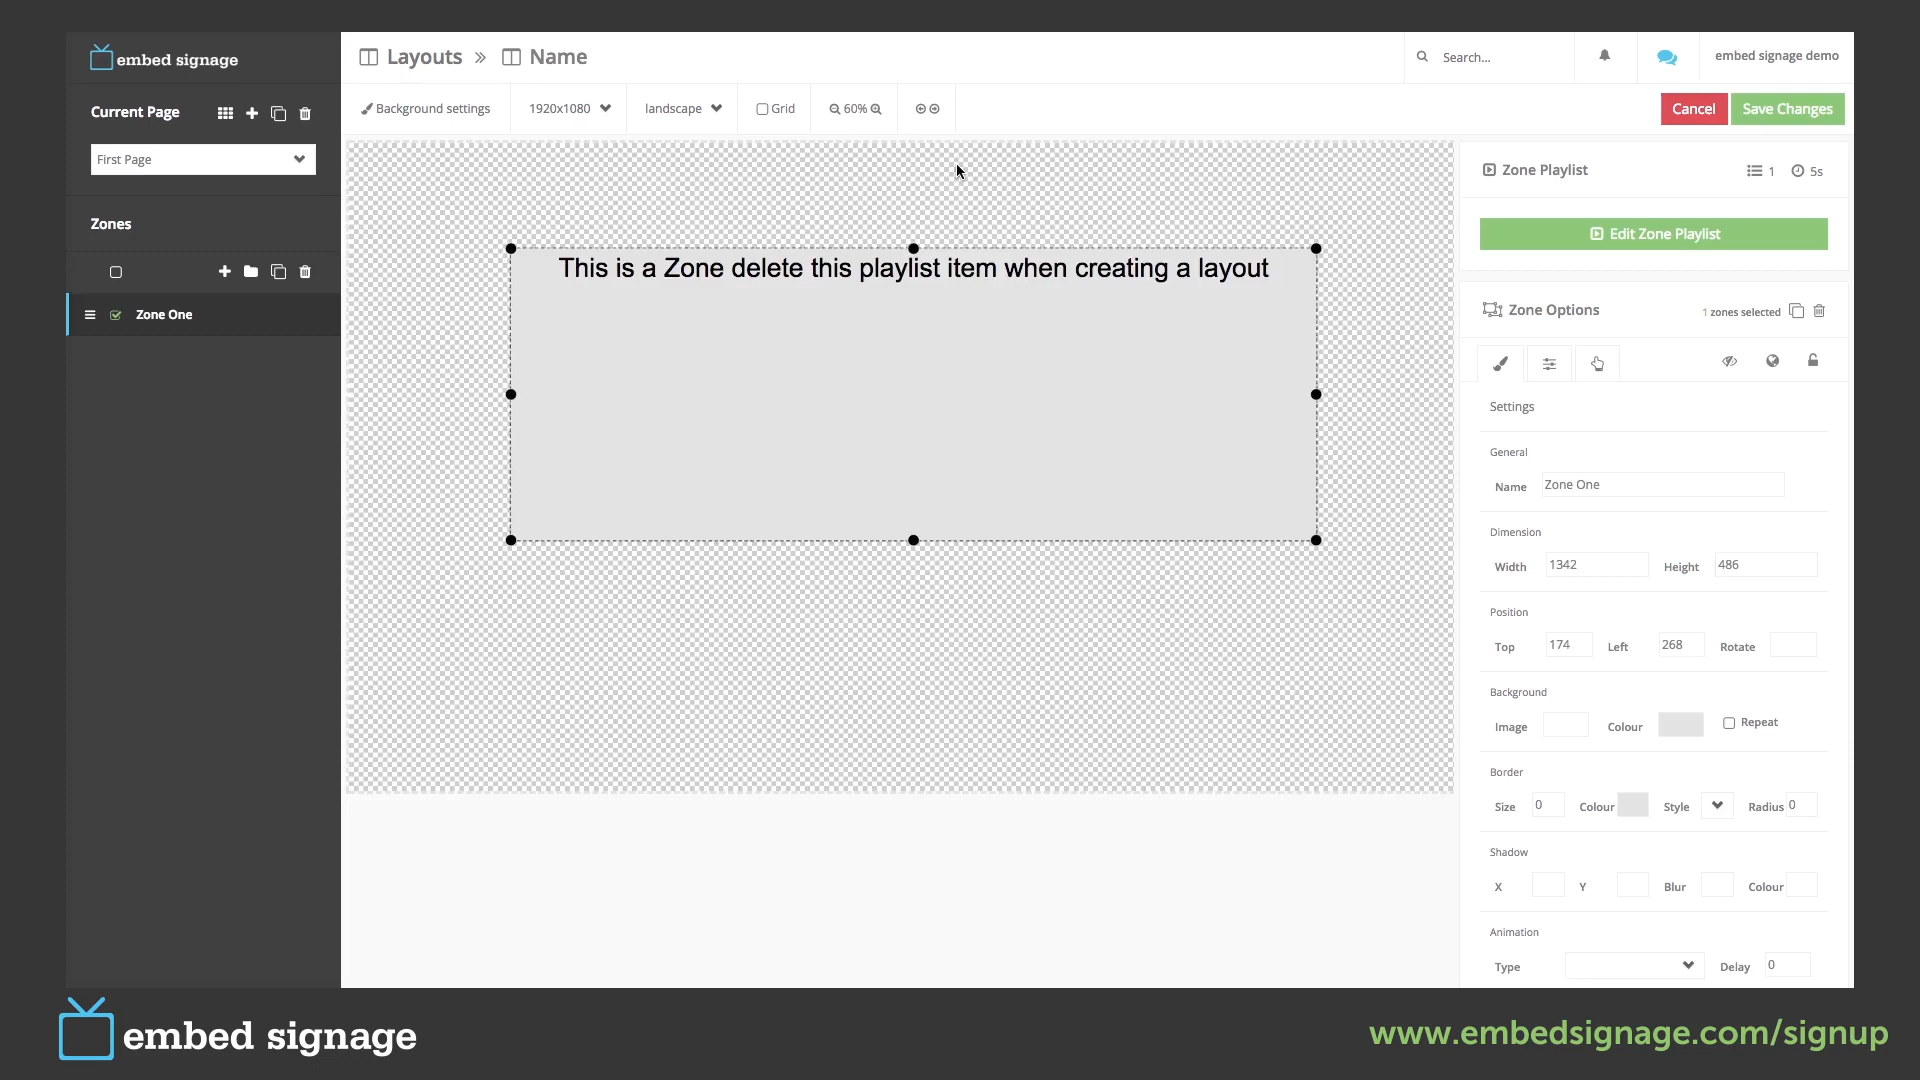 embed signage
Layouts » Name
Search...
embed signage demo
Current Page
Background settings
1920x1080
landscape
Grid
60%
Cancel
Save Changes
First Page
Zones
Zone One
This is a Zone delete this playlist item when creating a layout
Zone Playlist
1
5s
Edit Zone Playlist
Zone Options
1 zones selected
Settings
General
Name Zone One
Dimension
Width 1342 Height 486
Position
Top 174 Left 268 Rotate
Background
Image Colour Repeat
Border
Size 0 Colour Style Radius 0
Shadow
X Y Blur Colour
Animation
Type Delay 0
embed signage
www.embedsignage.com/signup